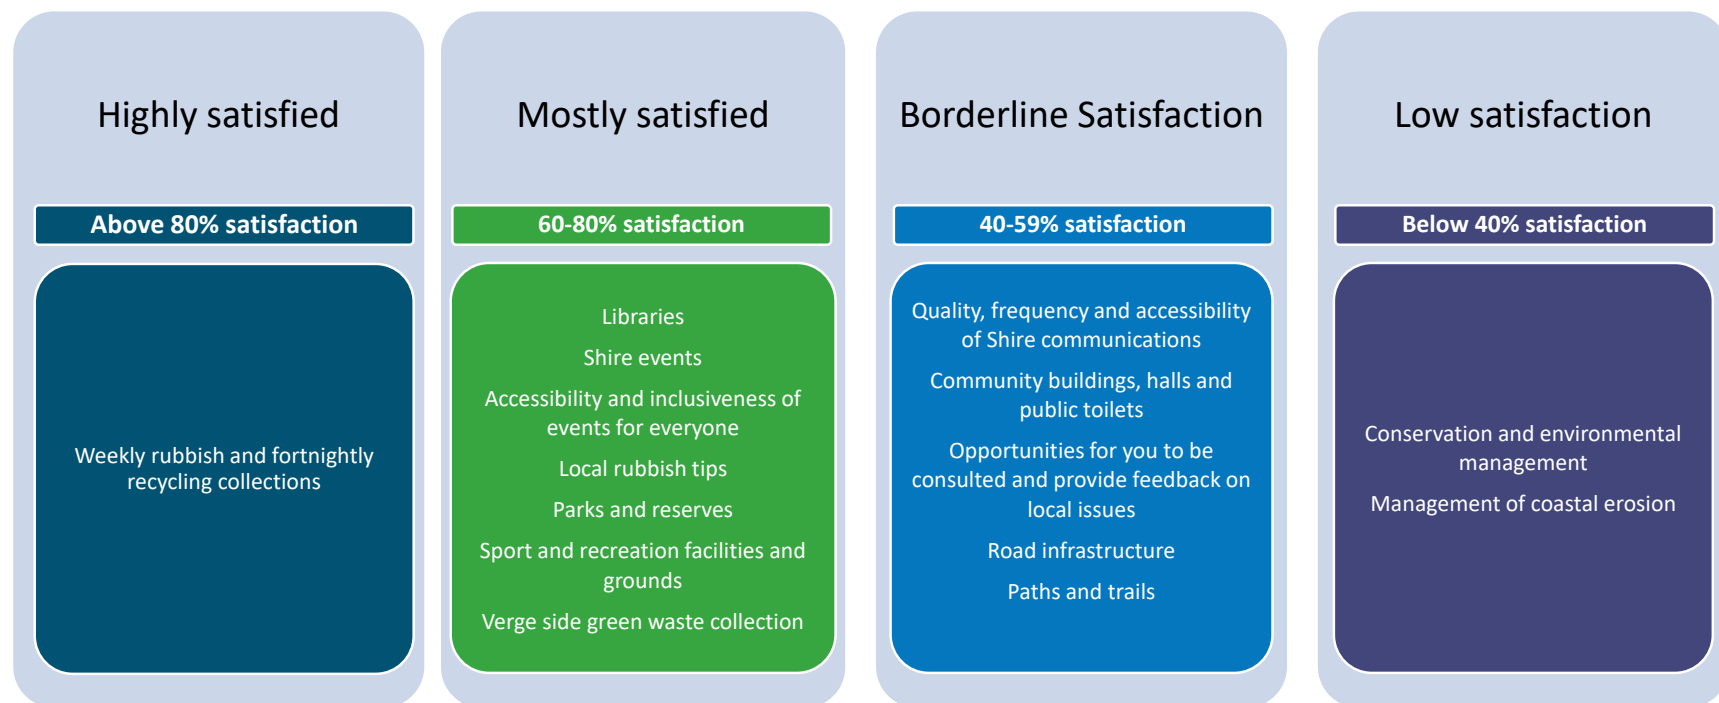 Highly satisfied
Above 80% satisfaction
Weekly rubbish and fortnightly
recycling collections
Mostly satisfied
60-80% satisfaction
Libraries
Shire events
Accessibility and inclusiveness of
events for everyone
Local rubbish tips
Parks and reserves
Sport and recreation facilities and
grounds
Verge side green waste collection
Borderline Satisfaction
40-59% satisfaction
Quality, frequency and accessibility
of Shire communications
Community buildings, halls and
public toilets
Opportunities for you to be
consulted and provide feedback on
local issues
Road infrastructure
Paths and trails
Low satisfaction
Below 40% satisfaction
Conservation and environmental
management
Management of coastal erosion